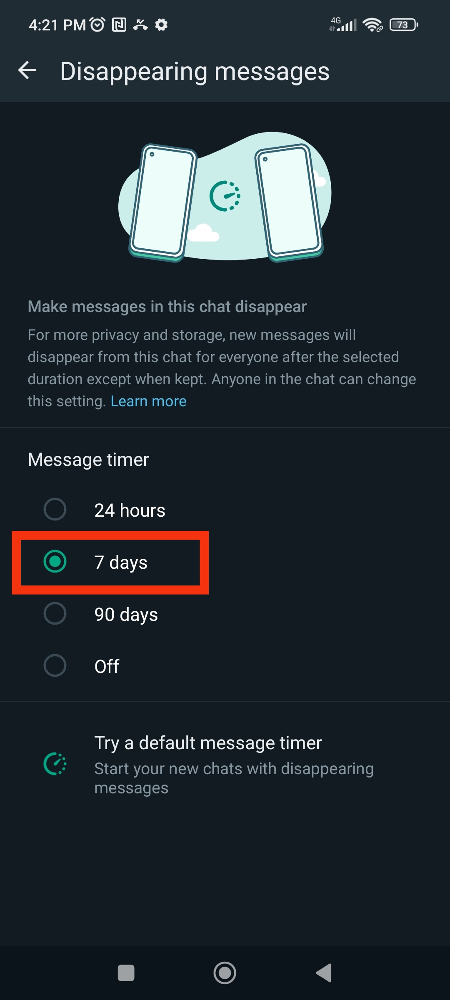 4:21 PM
4G
73
Disappearing messages
Make messages in this chat disappear
For more privacy and storage, new messages will
disappear from this chat for everyone after the selected
duration except when kept. Anyone in the chat can change
this setting. Learn more
Message timer
24 hours
7 days
90 days
Off
Try a default message timer
Start your new chats with disappearing
messages